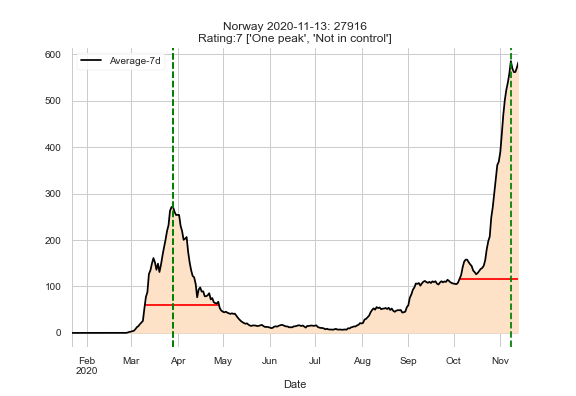 Norway 2020-11-13: 27916
Rating:7 ['One peak', 'Not in control']
Average-7d
600
500
400
300
200
100
0
Feb Mar Apr May Jun Jul Aug Sep Oct Nov
2020
Date